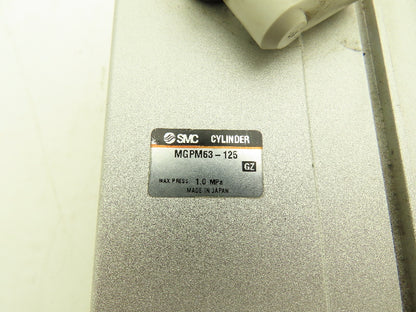 SMC CYLINDER
MGPM63-125
GZ
MAX PRESS 1.0 MPa
MADE IN JAPAN